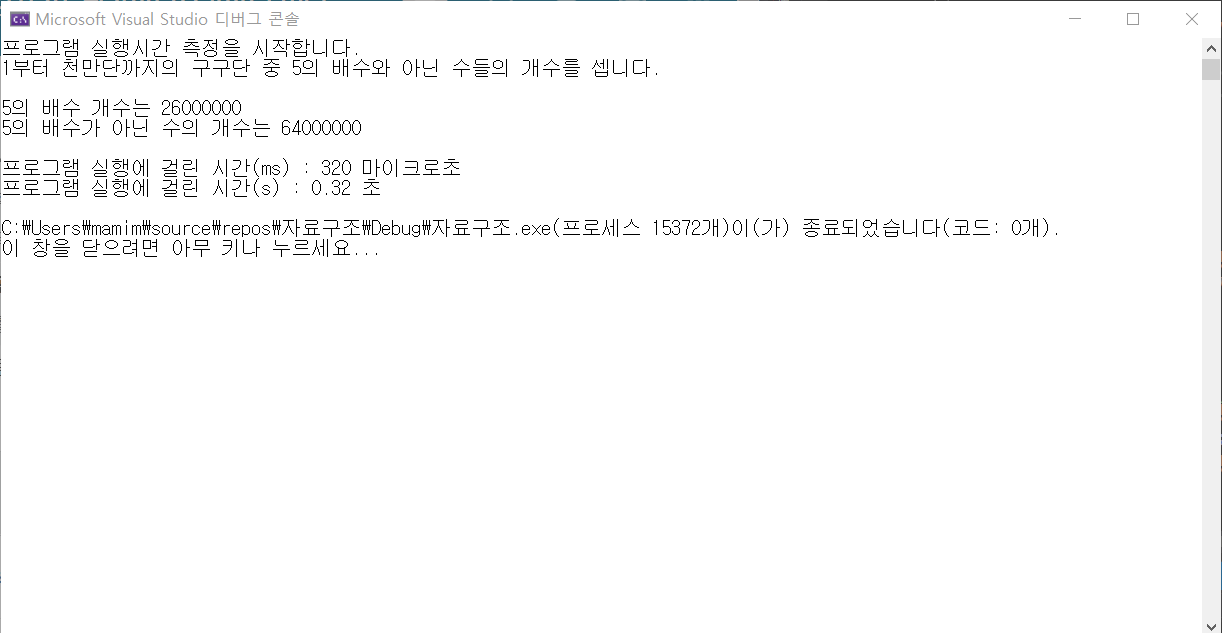 Microsoft Visual Studio 디버그 콘솔
프로그램 실행시간 측정을 시작합니다.
1부터 천만단까지의 구구단 중 5의 배수와 아닌 수들의 개수를 셉니다.
5의 배수 개수는 26000000
5의 배수가 아닌 수의 개수는 64000000
프로그램 실행에 걸린 시간(ms) : 320 마이크로초
프로그램 실행에 걸린 시간(s) : 0.32 초
C:₩Users₩mamim₩source₩repos₩자료구조₩Debug₩자료구조.exe(프로세스 15372개)이(가) 종료되었습니다(코드: 0개).
이 창을 닫으려면 아무 키나 누르세요...